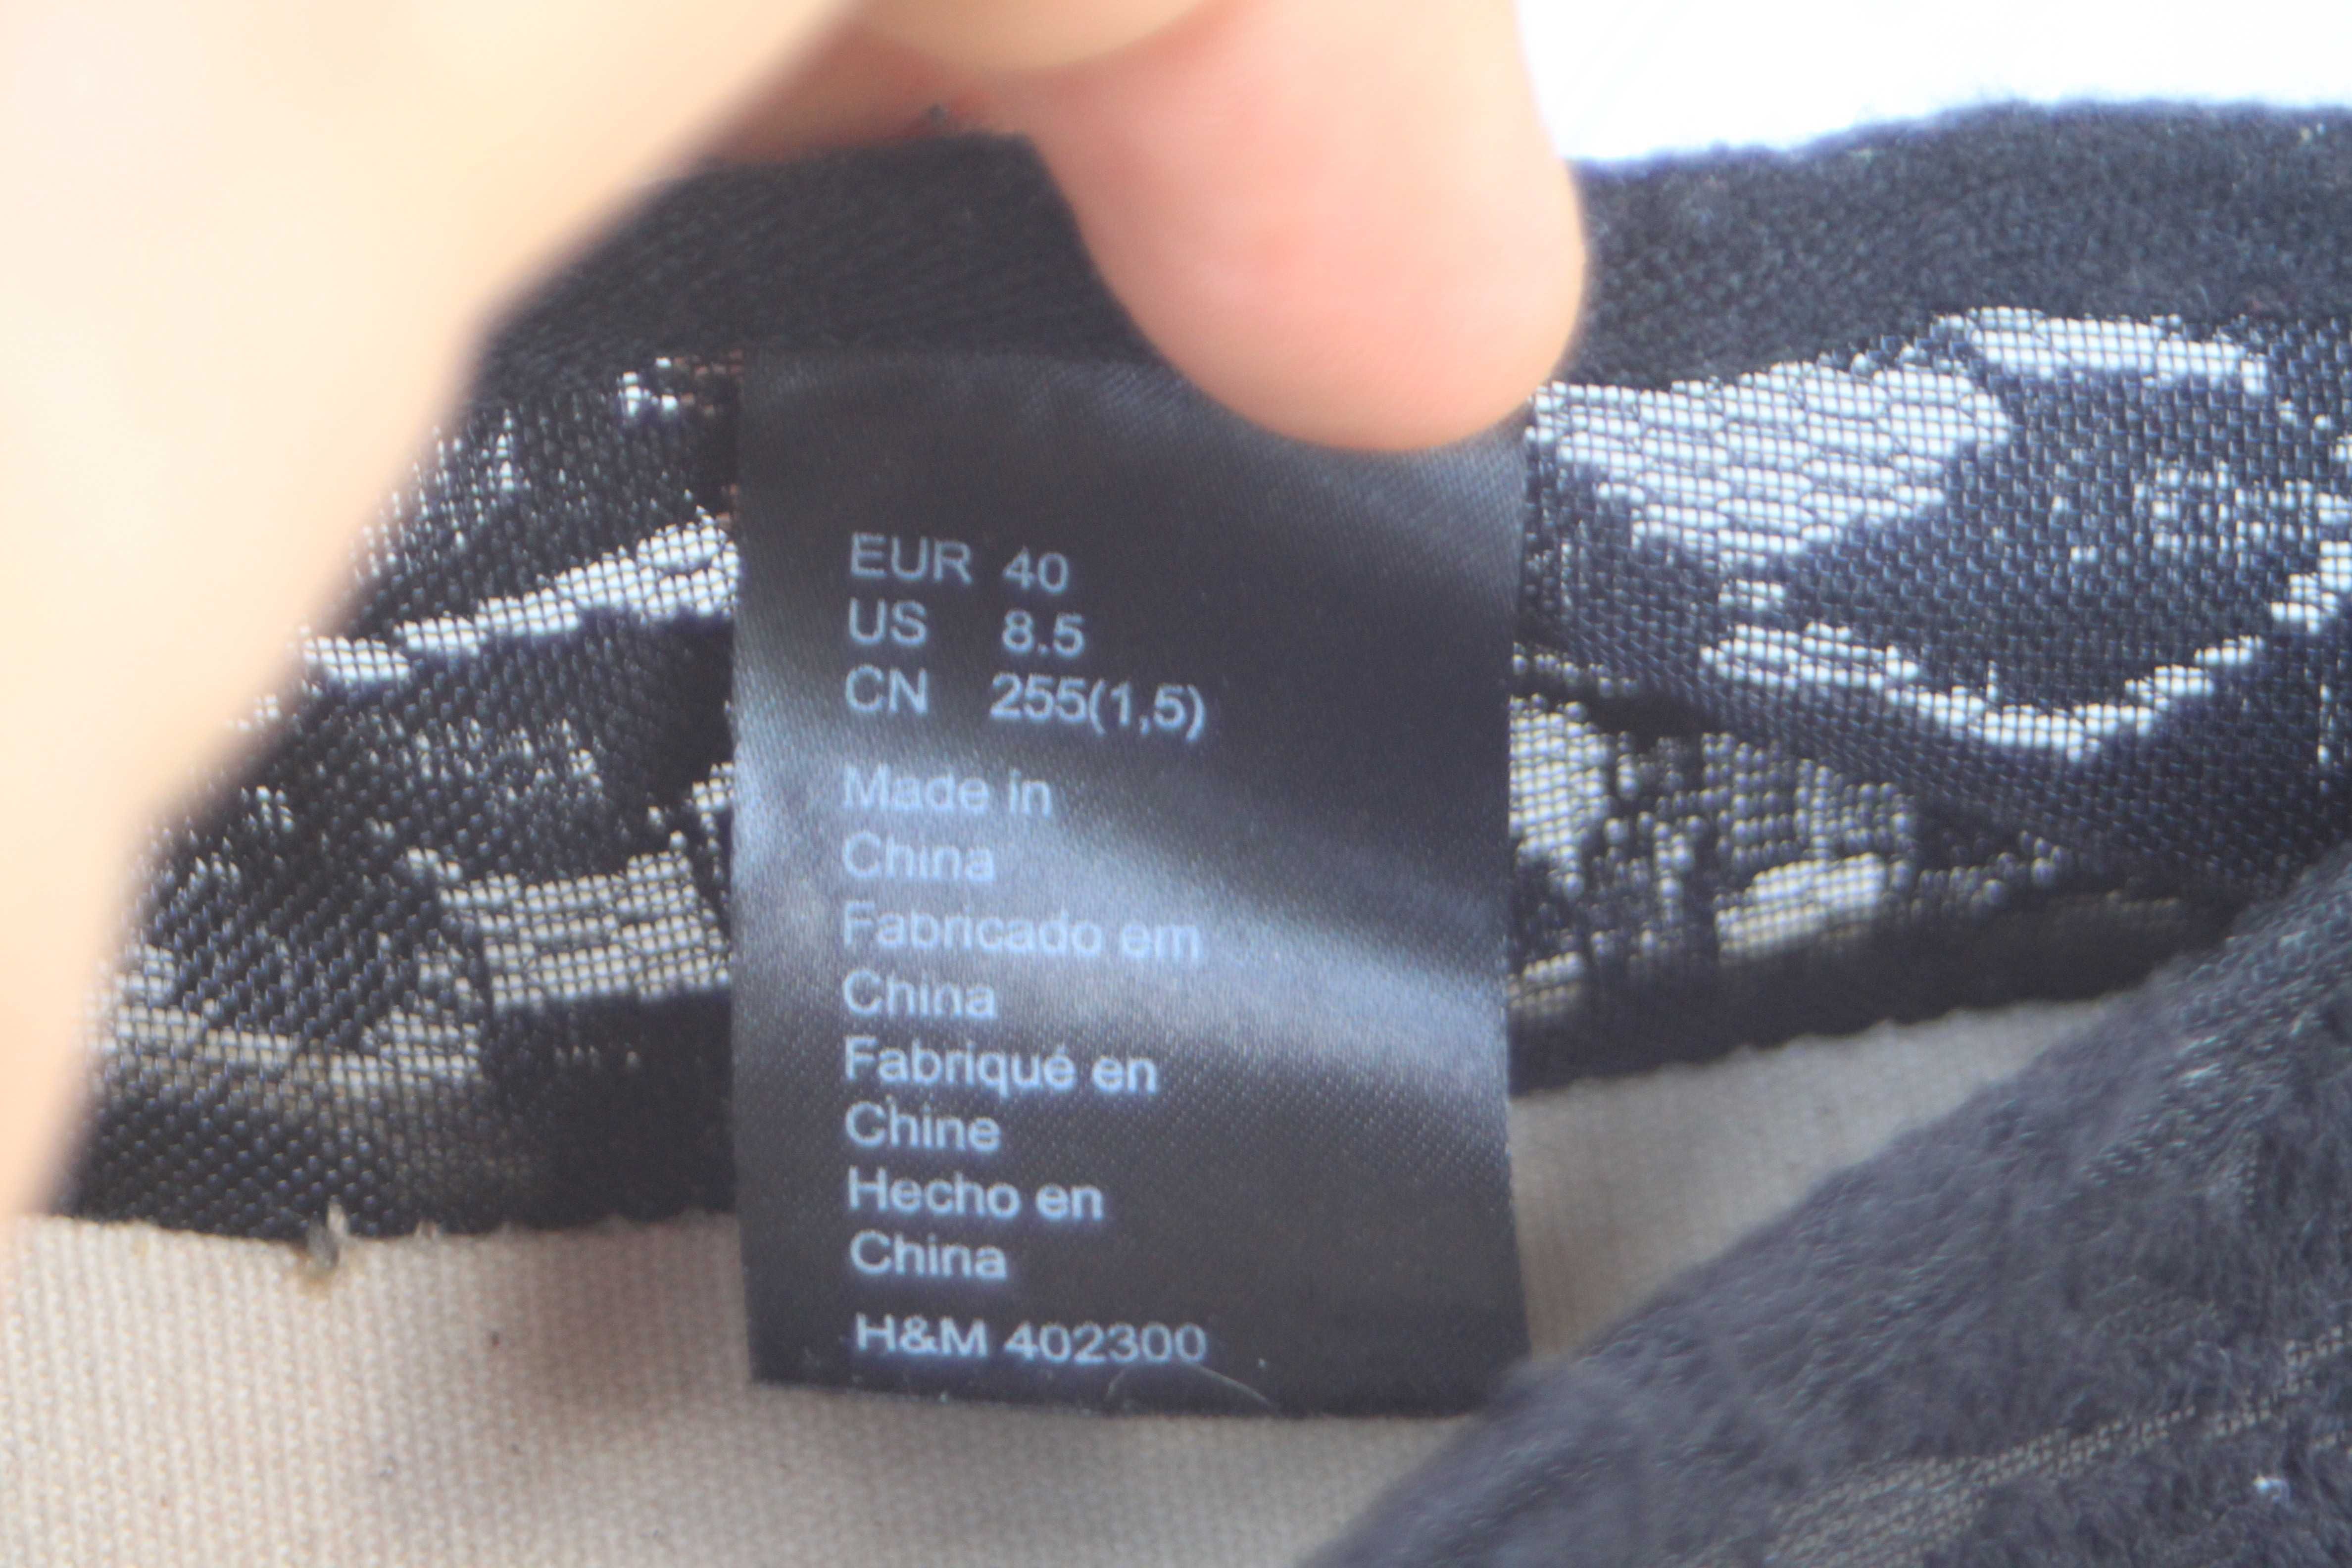 EUR 40
US 8.5
CN 255(1,5)
Made in
China
Fabricado em
China
Fabriqué en
Chine
Hecho en
China
H&M 402300